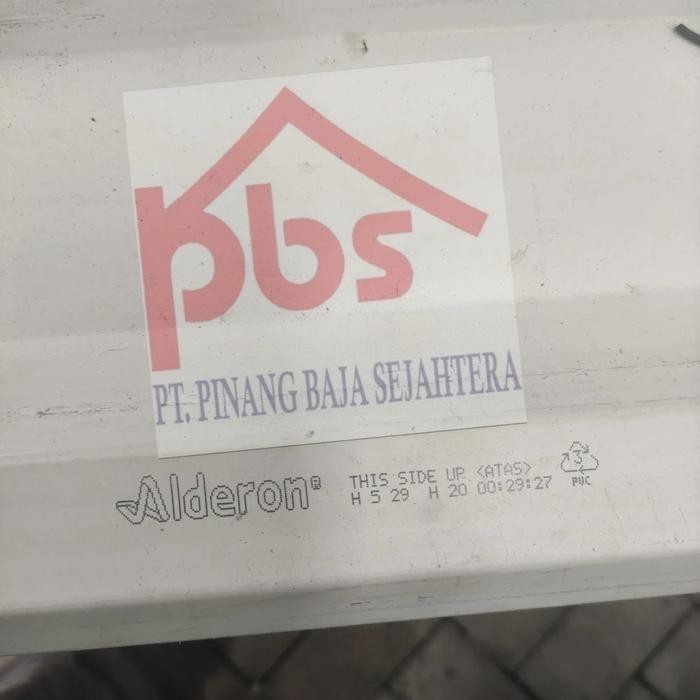 pbs
PT. PINANG BAJA SEJAHTERA
Alderon®
THIS SIDE UP <ATAS>
H 5 29 H 20 00:29:27
3
PVC